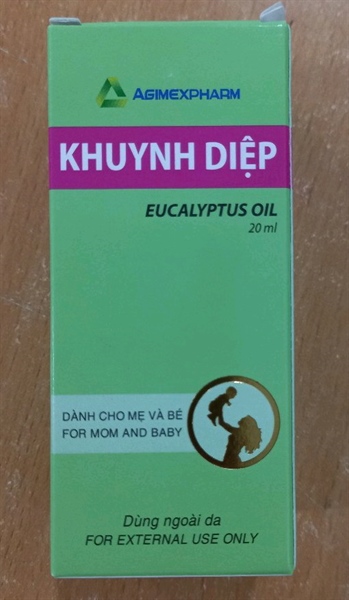 AGIMEXPHARM
KHUYNH DIỆP
EUCALYPTUS OIL
20 ml
DÀNH CHO MẸ VÀ BÉ
FOR MOM AND BABY
Dùng ngoài da
FOR EXTERNAL USE ONLY